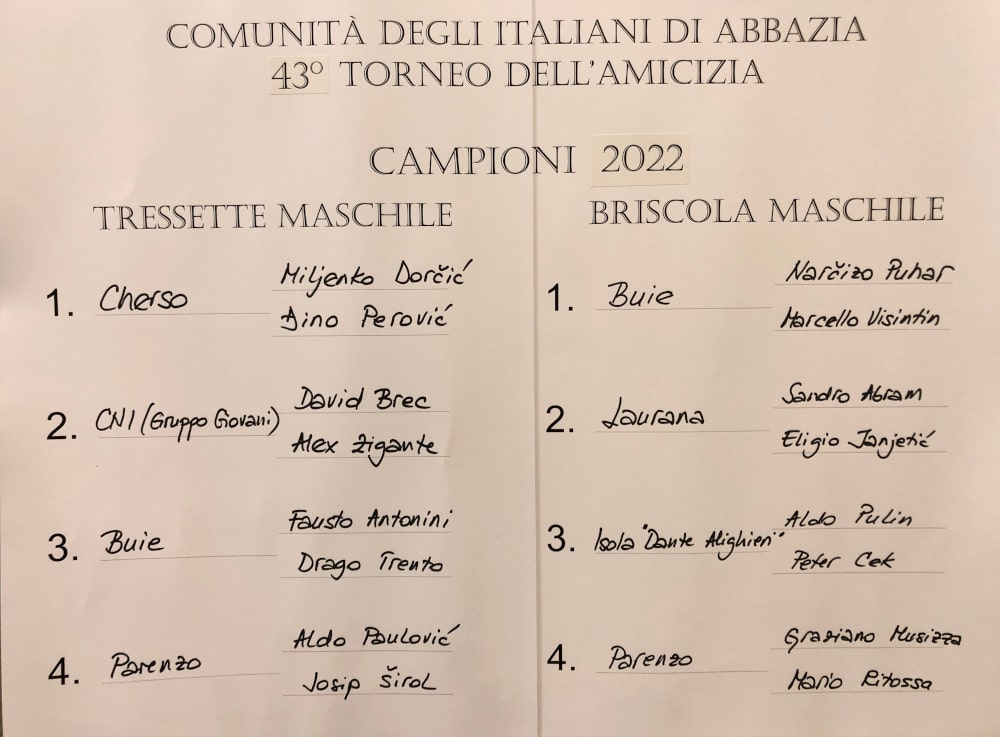 COMUNITÀ DEGLI ITALIANI DI ABBAZIA
43° TORNEO DELL'AMICIZIA
CAMPIONI 2022
TRESSETTE MASCHILE
1. Cherso
Miljenko Dorčić
Dino Perović
2. CNI (Gruppo Giovani)
David Brec
Alex Zigante
3. Buie
Fausto Antonini
Drago Trento
4. Parenzo
Aldo Paulović
Josip Širol
BRISCOLA MASCHILE
1. Buie
Narčizo Puhar
Marcello Visintin
2. Laurana
Sandro Abram
Eligio Janjetić
3. Isola "Dante Alighieri"
Aldo Pulin
Peter Cek
4. Parenzo
Graziano Musizza
Mario Ritossa